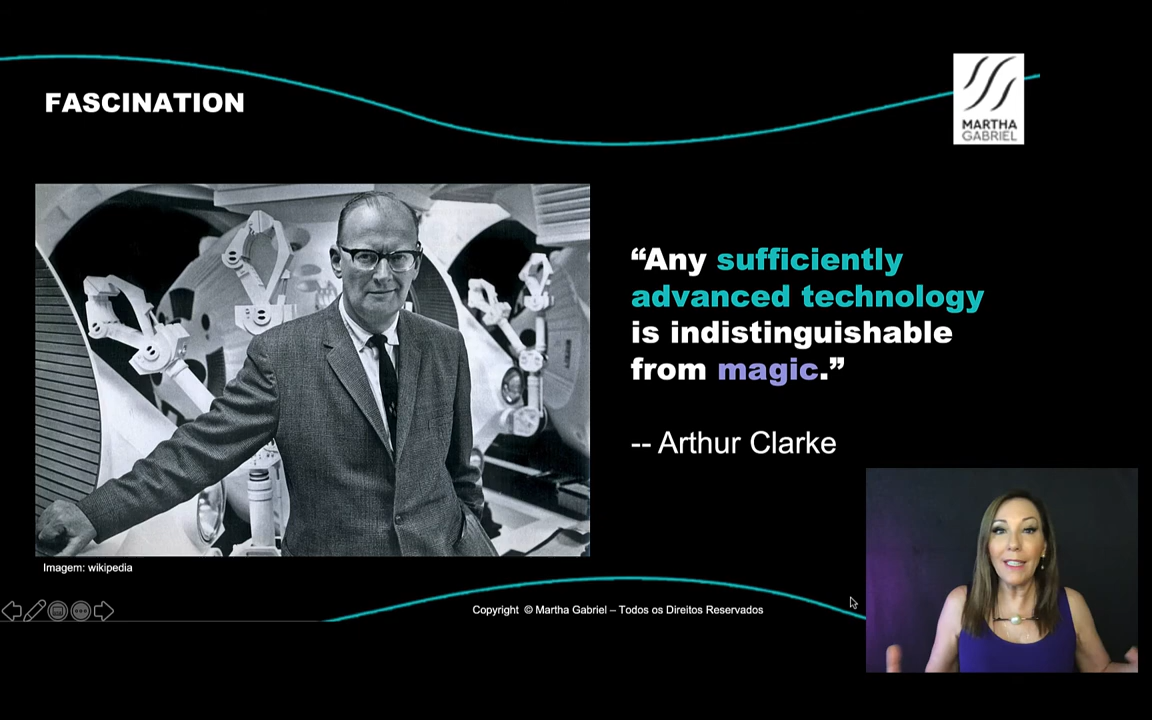 FASCINATION
MARTHA
GABRIEL
“Any sufficiently
advanced technology
is indistinguishable
from magic.”
-- Arthur Clarke
Imagem: wikipedia
Copyright © Martha Gabriel – Todos os Direitos Reservados